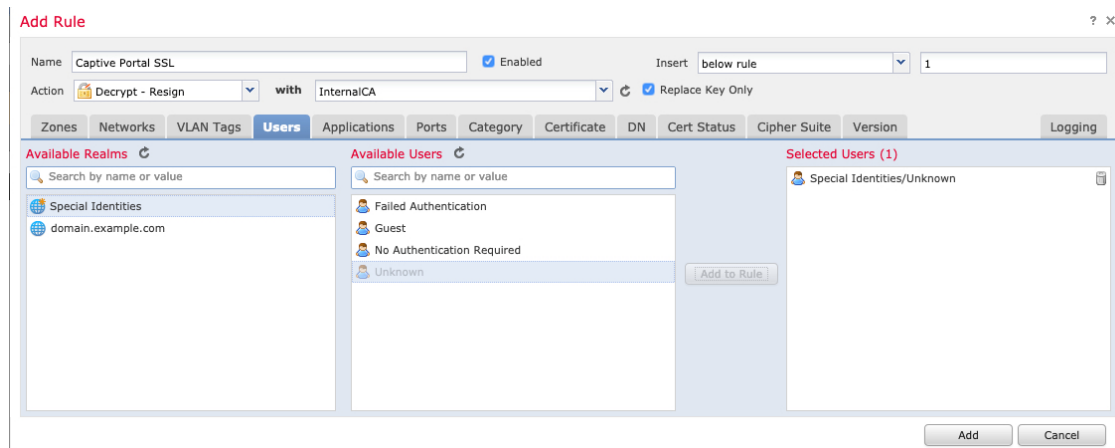 Add Rule
? ×
Name Captive Portal SSL Enabled Insert below rule 1
Action Decrypt - Resign with InternalCA Replace Key Only
Zones Networks VLAN Tags Users Applications Ports Category Certificate DN Cert Status Cipher Suite Version Logging
Available Realms Available Users Selected Users (1)
Search by name or value Search by name or value Special Identities/Unknown
Special Identities Failed Authentication
domain.example.com Guest
No Authentication Required
Unknown Add to Rule
Add Cancel